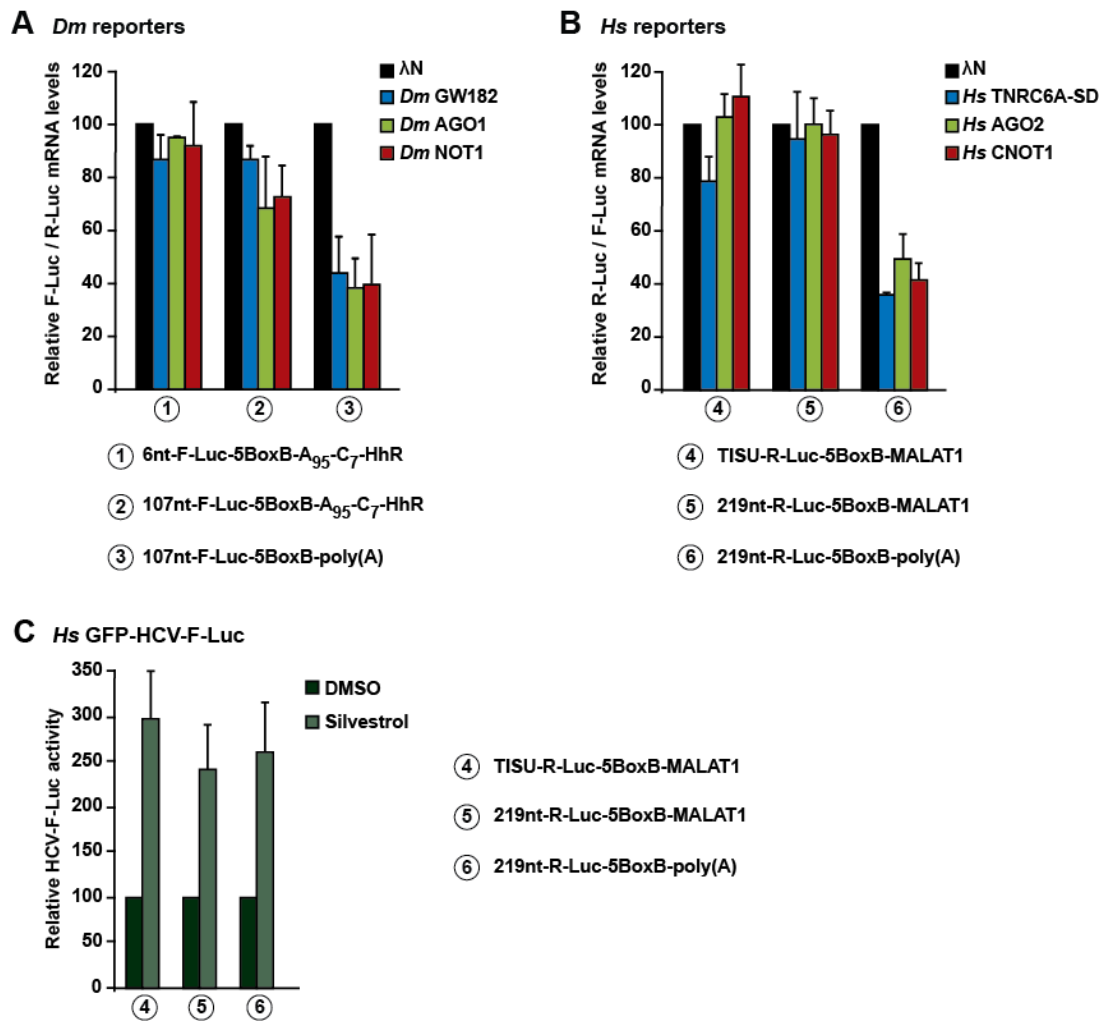 A Dm reporters
Relative F-Luc / R-Luc mRNA levels
120
100
80
60
40
20
0
λN
Dm GW182
Dm AGO1
Dm NOT1
1 2 3
1 6nt-F-Luc-5BoxB-A95-C7-HhR
2 107nt-F-Luc-5BoxB-A95-C7-HhR
3 107nt-F-Luc-5BoxB-poly(A)
B Hs reporters
Relative R-Luc / F-Luc mRNA levels
120
100
80
60
40
20
0
λN
Hs TNRC6A-SD
Hs AGO2
Hs CNOT1
4 5 6
4 TISU-R-Luc-5BoxB-MALAT1
5 219nt-R-Luc-5BoxB-MALAT1
6 219nt-R-Luc-5BoxB-poly(A)
C Hs GFP-HCV-F-Luc
Relative HCV-F-Luc activity
350
300
250
200
150
100
50
0
DMSO
Silvestrol
4 5 6
4 TISU-R-Luc-5BoxB-MALAT1
5 219nt-R-Luc-5BoxB-MALAT1
6 219nt-R-Luc-5BoxB-poly(A)